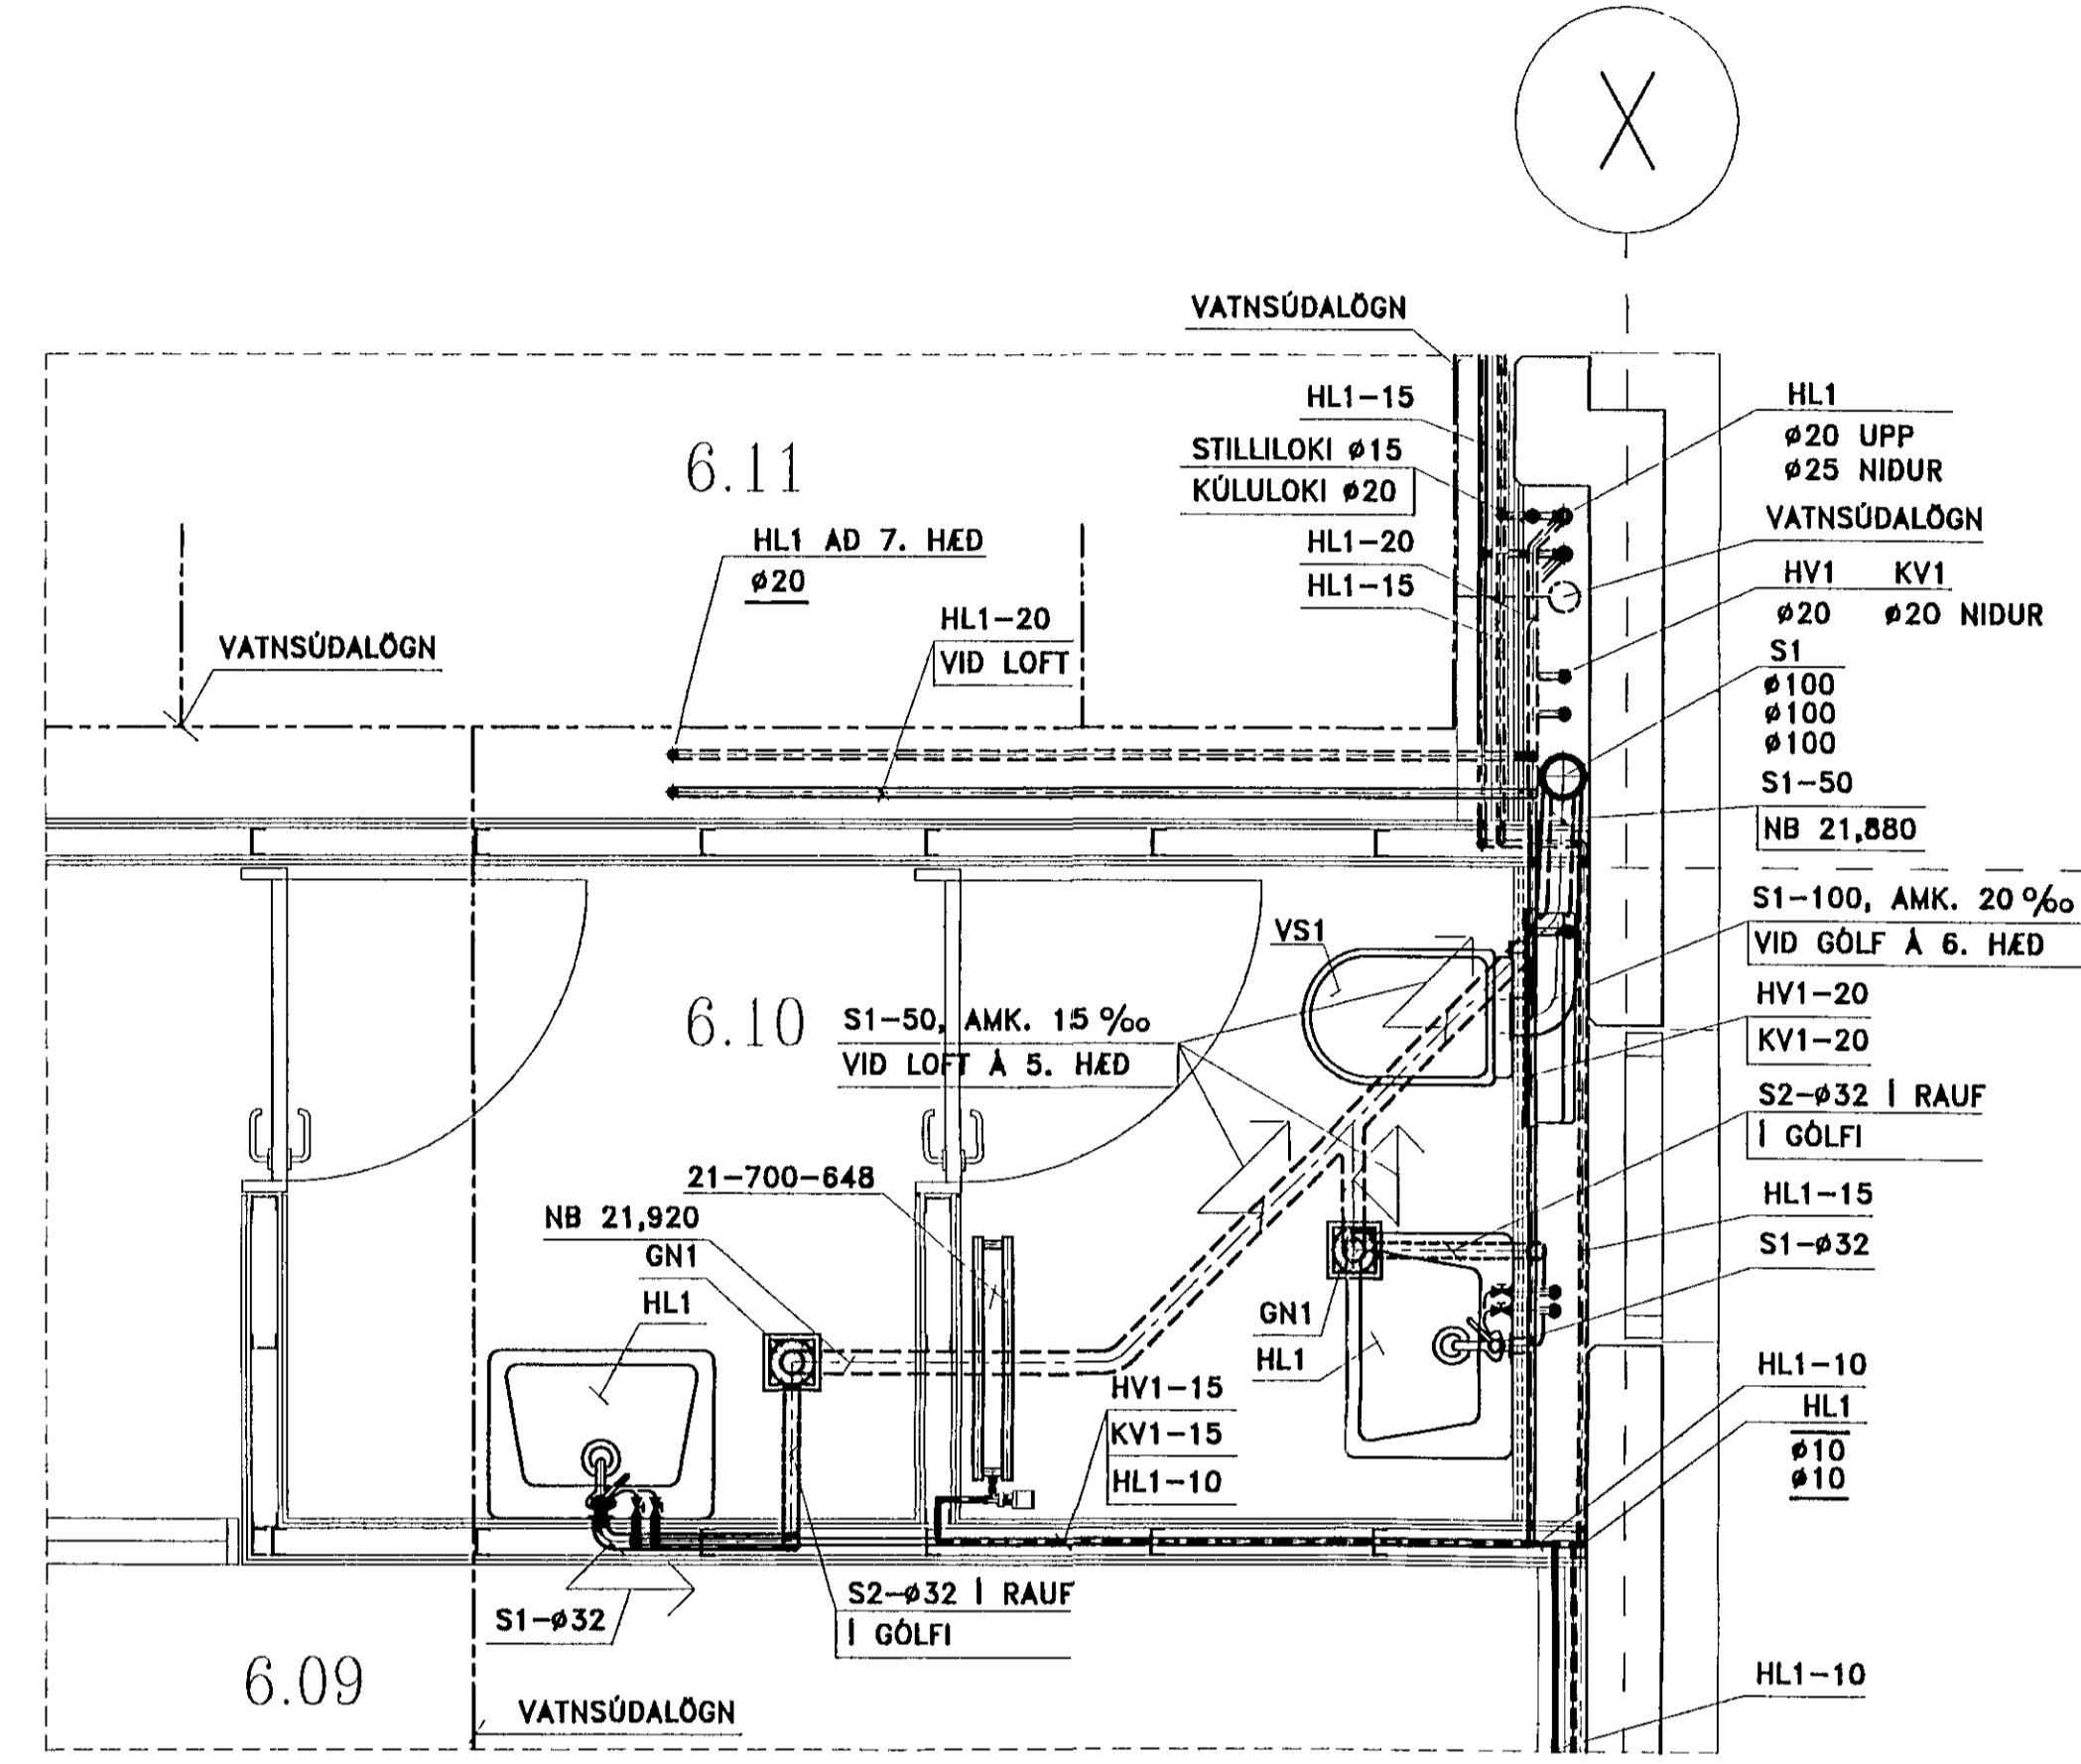 X
VATNSÚDALÖGN
HL1-15
STILLILOKI ø15
KÚLULOKI ø20
HL1-20
HL1-15
HL1
ø20 UPP
ø25 NIDUR
VATNSÚDALÖGN
HV1 KV1
ø20 ø20 NIDUR
S1
ø100
ø100
ø100
S1-50
NB 21,880
6.11
HL1 AD 7. HÆD
ø20
HL1-20
VID LOFT
VATNSÚDALÖGN
S1-100, AMK. 20 ‰
VID GÓLF Á 6. HÆD
HV1-20
KV1-20
S2-ø32 Í RAUF
Í GÓLFI
HL1-15
S1-ø32
VS1
6.10
S1-50, AMK. 15 ‰
VID LOFT Á 5. HÆD
21-700-648
NB 21,920
GN1
HL1
GN1
HL1
HV1-15
KV1-15
HL1-10
HL1-10
HL1
ø10
ø10
S1-ø32
S2-ø32 Í RAUF
Í GÓLFI
6.09
VATNSÚDALÖGN
HL1-10